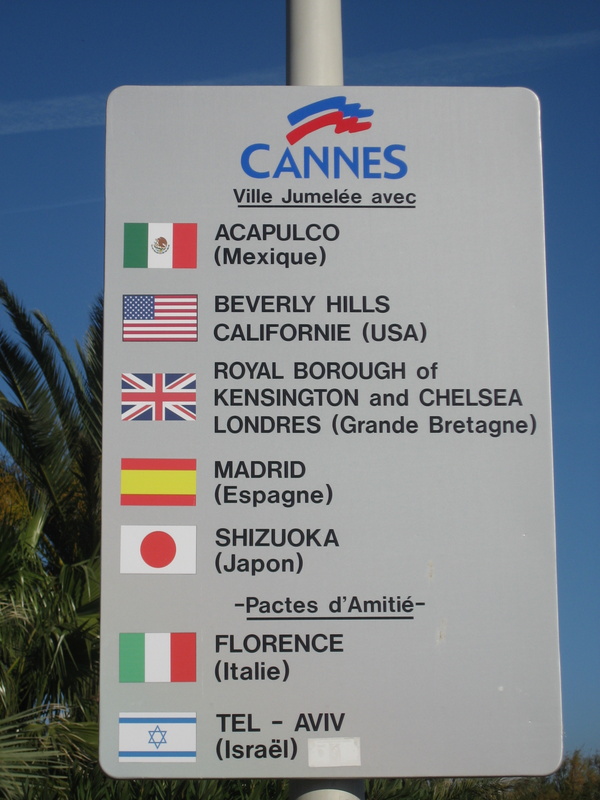 CANNES
Ville Jumelée avec
ACAPULCO
(Mexique)
BEVERLY HILLS
CALIFORNIE (USA)
ROYAL BOROUGH of
KENSINGTON and CHELSEA
LONDRES (Grande Bretagne)
MADRID
(Espagne)
SHIZUOKA
(Japon)
-Pactes d'Amitié-
FLORENCE
(Italie)
TEL - AVIV
(Israël)